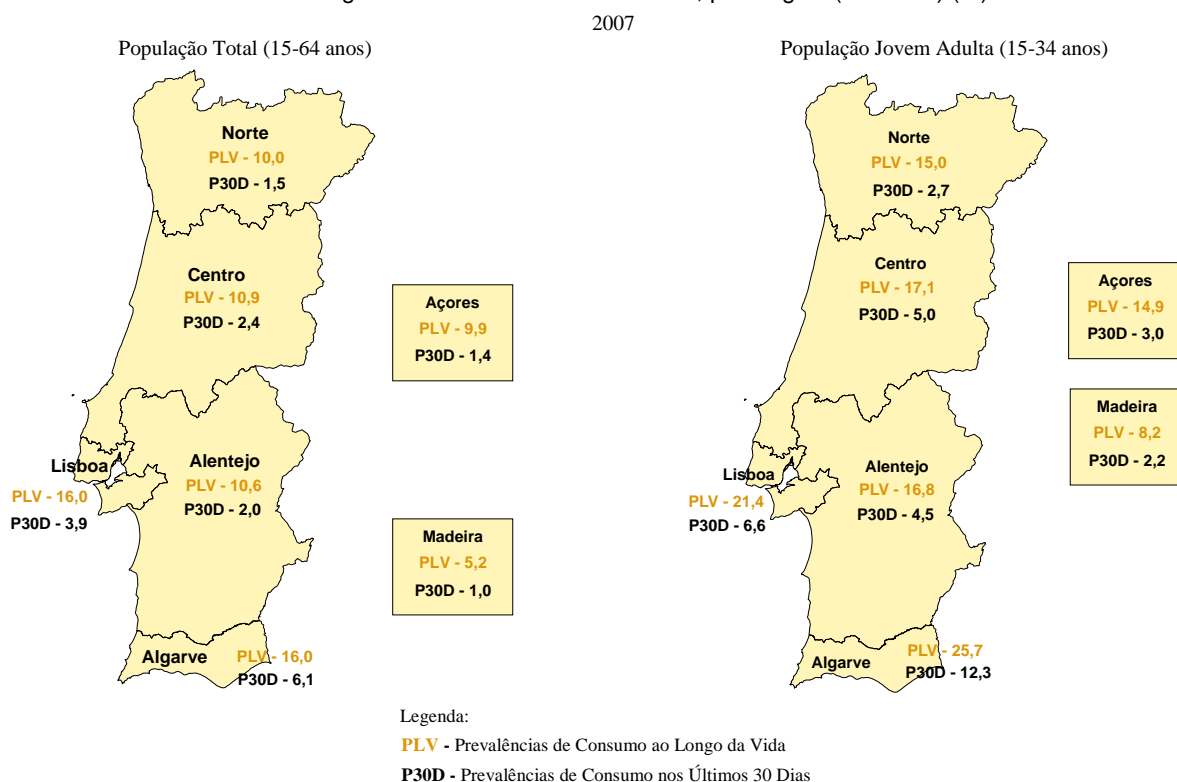 2007
População Total (15-64 anos)
Norte
PLV - 10,0
P30D - 1,5
Centro
PLV - 10,9
P30D - 2,4
Açores
PLV - 9,9
P30D - 1,4
Lisboa
PLV - 16,0
P30D - 3,9
Alentejo
PLV - 10,6
P30D - 2,0
Madeira
PLV - 5,2
P30D - 1,0
Algarve PLV - 16,0
P30D - 6,1
População Jovem Adulta (15-34 anos)
Norte
PLV - 15,0
P30D - 2,7
Centro
PLV - 17,1
P30D - 5,0
Açores
PLV - 14,9
P30D - 3,0
Madeira
PLV - 8,2
P30D - 2,2
Lisboa
PLV - 21,4
P30D - 6,6
Alentejo
PLV - 16,8
P30D - 4,5
Algarve PLV - 25,7
P30D - 12,3
Legenda:
PLV - Prevalências de Consumo ao Longo da Vida
P30D - Prevalências de Consumo nos Últimos 30 Dias